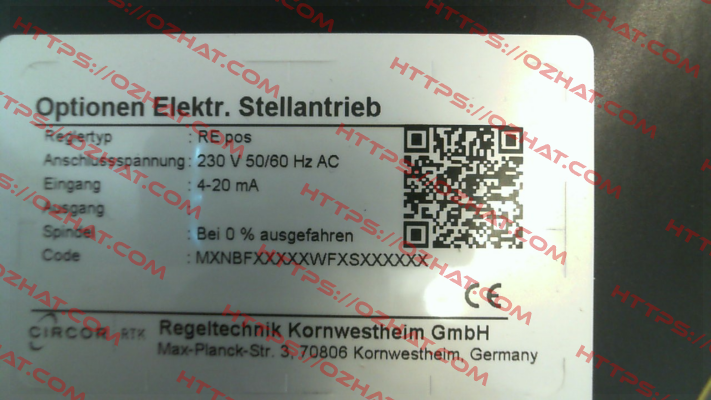 Optionen Elektr. Stellantrieb
Reglertyp : RE pos
Anschlussspannung : 230 V 50/60 Hz AC
Eingang : 4-20 mA
Ausgang
Spindel : Bei 0 % ausgefahren
Code : MXNBFXXXXXWFXSXXXXXX
CE
CIRCOR RTK Regeltechnik Kornwestheim GmbH
Max-Planck-Str. 3, 70806 Kornwestheim, Germany
HTTPS://OZHAT.COM